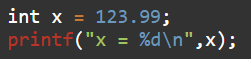 int x = 123.99;
printf("x = %d\n",x);